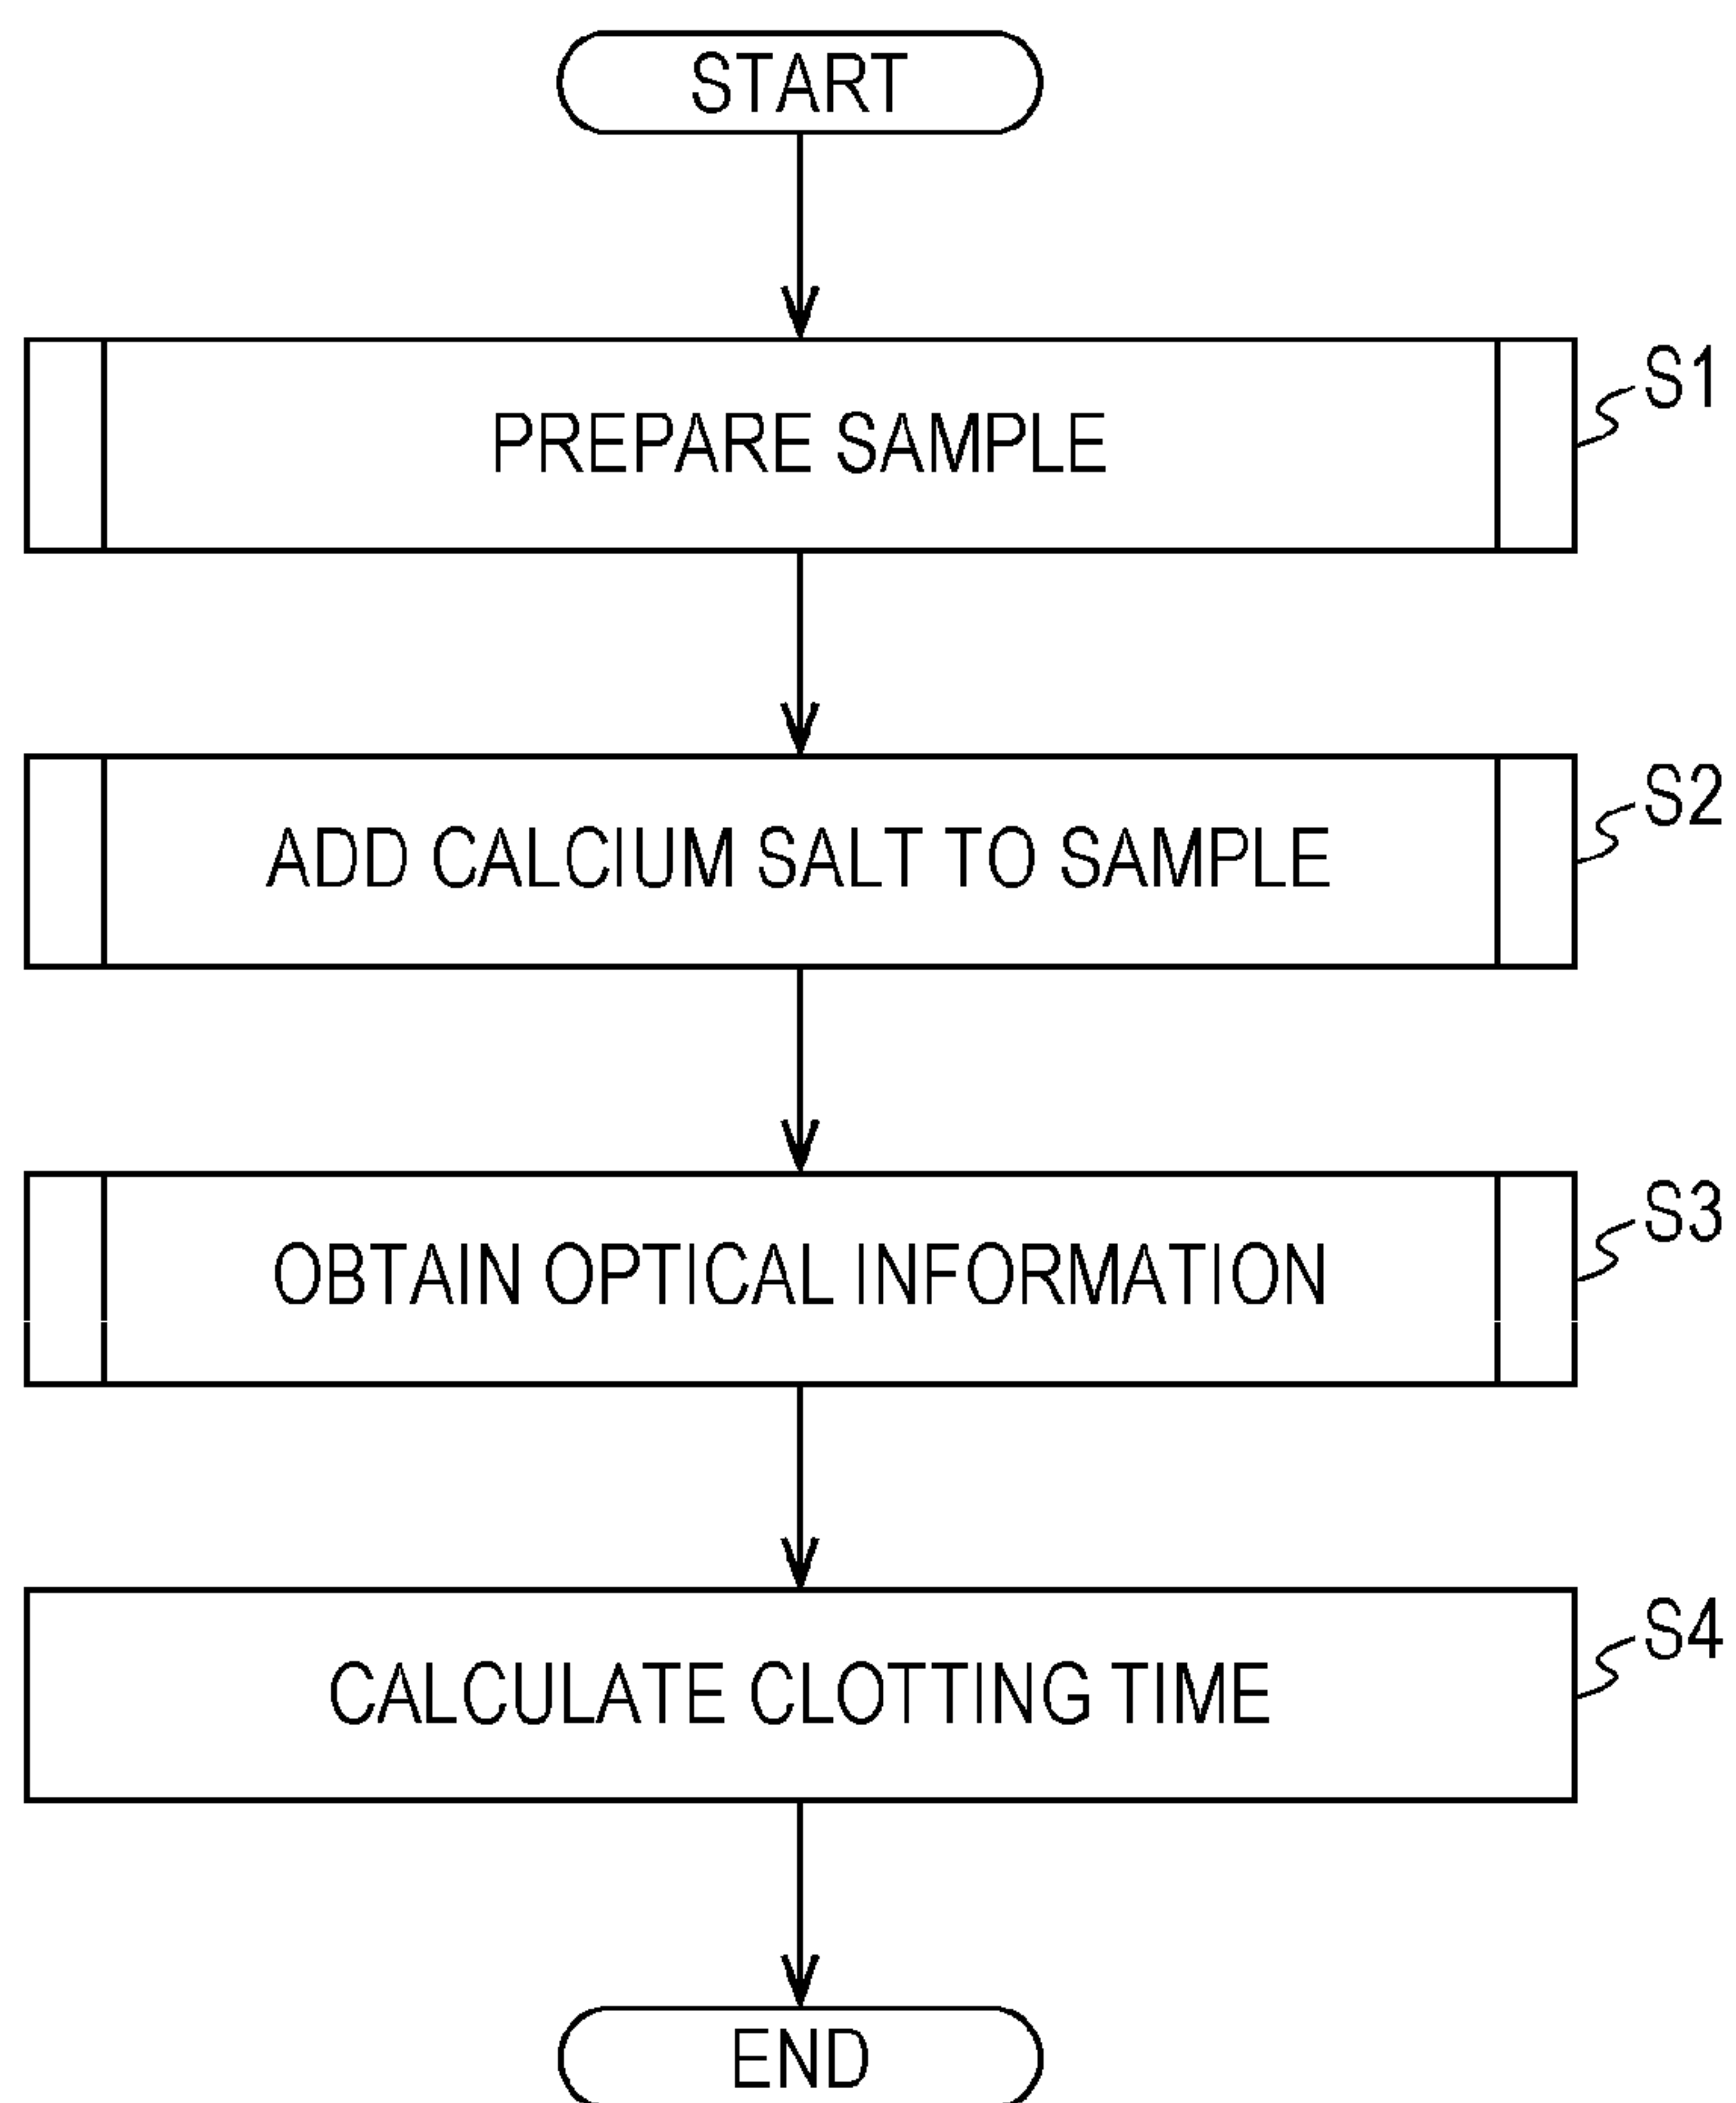 START
PREPARE SAMPLE
S1
ADD CALCIUM SALT TO SAMPLE
S2
OBTAIN OPTICAL INFORMATION
S3
CALCULATE CLOTTING TIME
S4
END